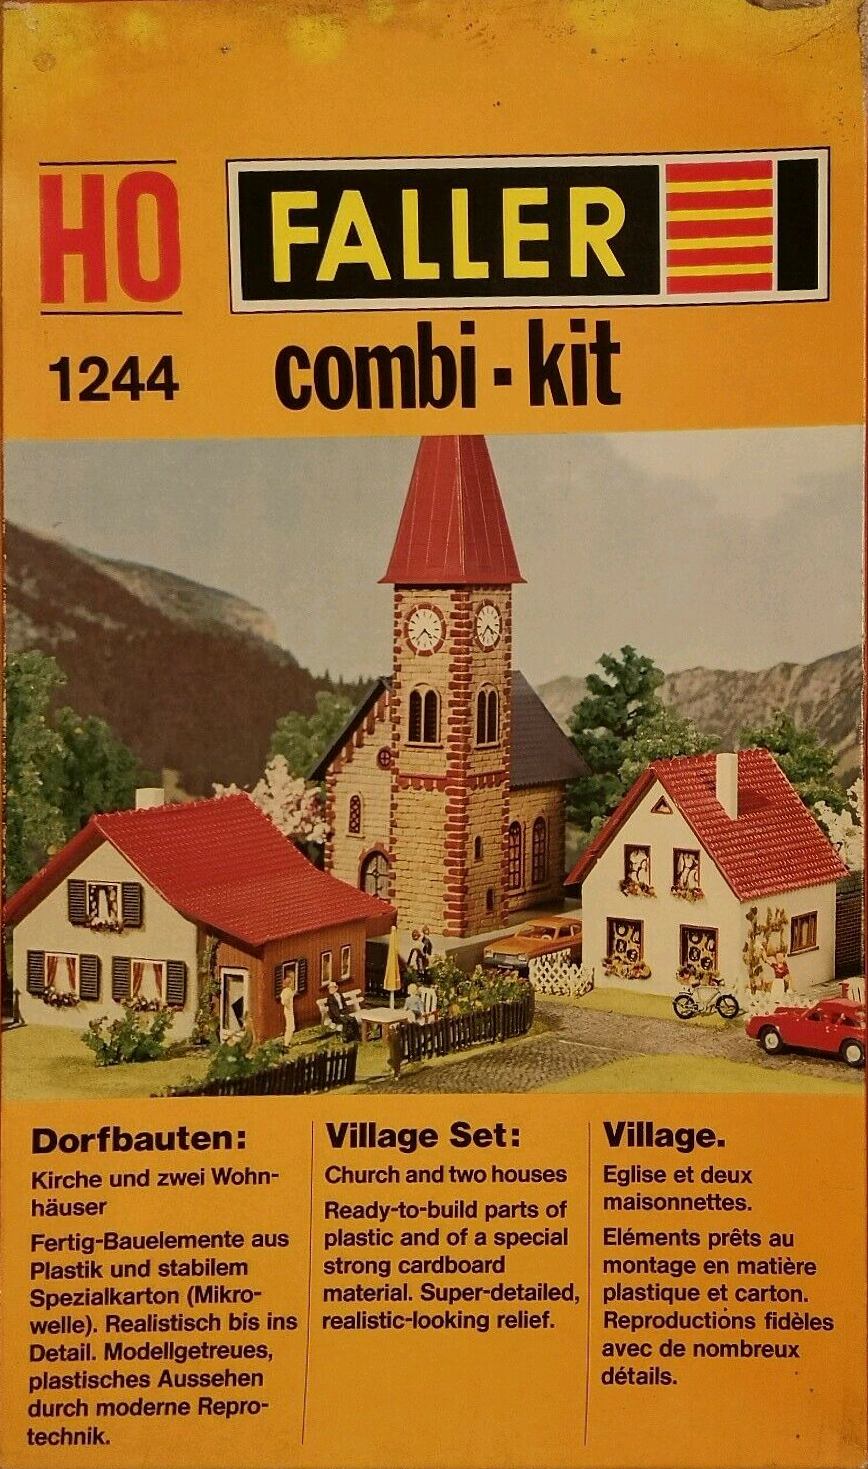 HO
FALLER
1244
combi-kit
Dorfbauten:
Kirche und zwei Wohn-
häuser
Fertig-Bauelemente aus
Plastik und stabilem
Spezialkarton (Mikro-
welle). Realistisch bis ins
Detail. Modellgetreues,
plastisches Aussehen
durch moderne Repro-
technik.
Village Set:
Church and two houses
Ready-to-build parts of
plastic and of a special
strong cardboard
material. Super-detailed,
realistic-looking relief.
Village.
Eglise et deux
maisonnettes.
Eléments prêts au
montage en matière
plastique et carton.
Reproductions fidèles
avec de nombreux
détails.